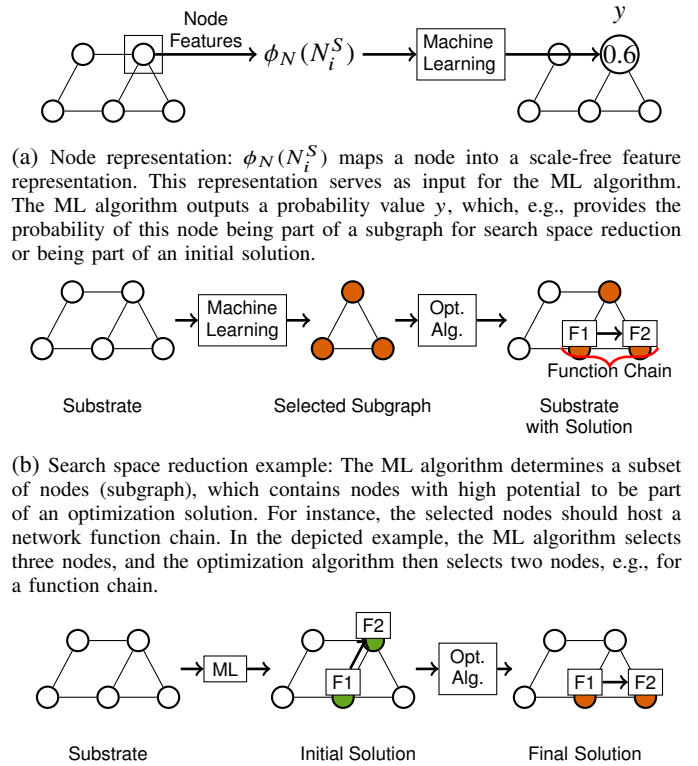 y
Node
Features
ϕ_N(N_i^S)
Machine
Learning
0.6
(a) Node representation: ϕ_N(N_i^S) maps a node into a scale-free feature
representation. This representation serves as input for the ML algorithm.
The ML algorithm outputs a probability value y, which, e.g., provides the
probability of this node being part of a subgraph for search space reduction
or being part of an initial solution.
Machine
Learning
Opt.
Alg.
F1
F2
Function Chain
Substrate
Selected Subgraph
Substrate
with Solution
(b) Search space reduction example: The ML algorithm determines a subset
of nodes (subgraph), which contains nodes with high potential to be part
of an optimization solution. For instance, the selected nodes should host a
network function chain. In the depicted example, the ML algorithm selects
three nodes, and the optimization algorithm then selects two nodes, e.g., for
a function chain.
ML
F2
F1
Opt.
Alg.
F1
F2
Substrate
Initial Solution
Final Solution